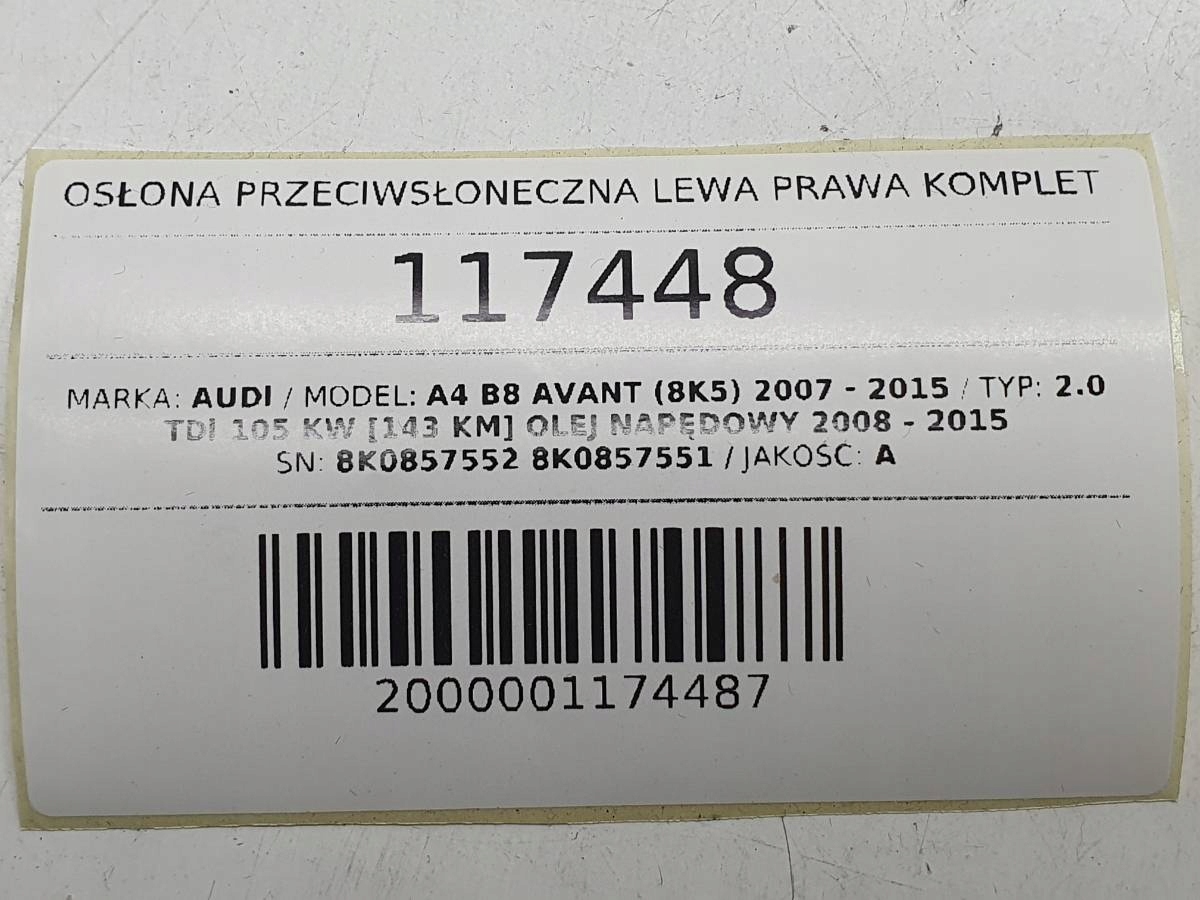 OSŁONA PRZECIWSŁONECZNA LEWA PRAWA KOMPLET
117448
MARKA: AUDI / MODEL: A4 B8 AVANT (8K5) 2007 - 2015 / TYP: 2.0
TDI 105 KW [143 KM] OLEJ NAPĘDOWY 2008 - 2015
SN: 8K0857552 8K0857551 / JAKOŚĆ: A
2000001174487